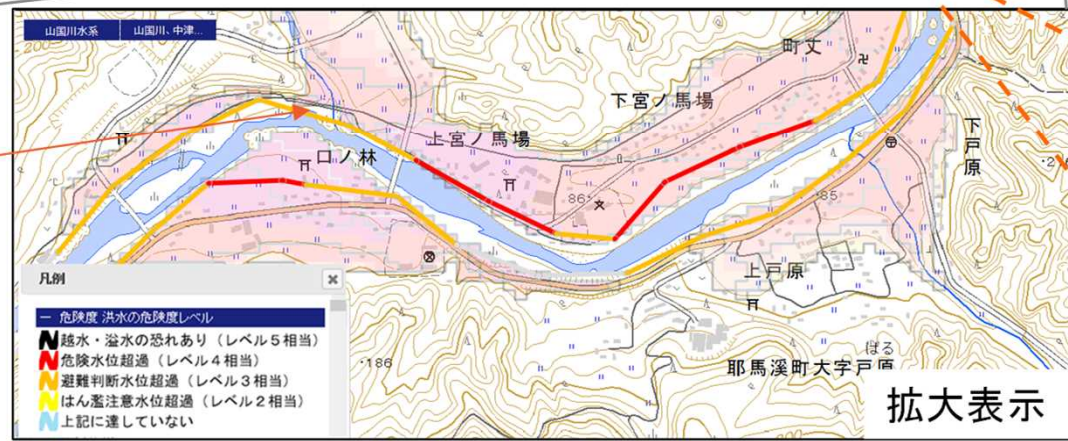 山国川水系 山国川、中津...
200
町丈
下宮ノ馬場
上宮ノ馬場
下戸原
口ノ林
86
85
上戸原
凡例
危険度 洪水の危険度レベル
越水・溢水の恐れあり(レベル5相当)
危険水位超過(レベル4相当)
避難判断水位超過(レベル3相当)
はん濫注意水位超過(レベル2相当)
上記に達していない
186
ぽる
耶馬溪町大字戸原
拡大表示